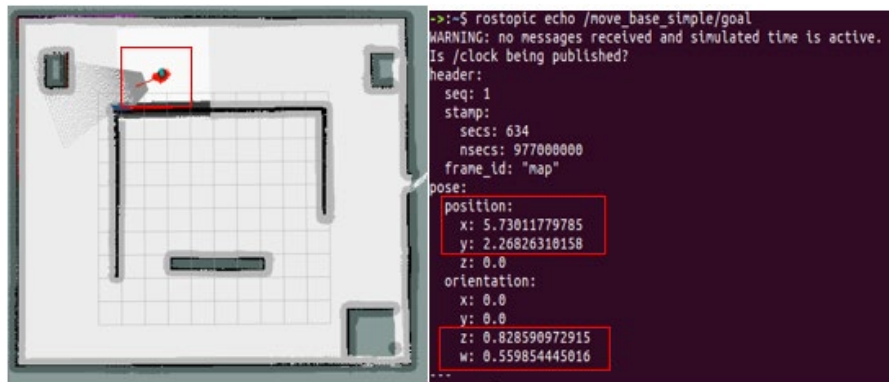 ->:~$ rostopic echo /move_base_simple/goal
WARNING: no messages received and simulated time is active.
Is /clock being published?
header:
seq: 1
stamp:
secs: 634
nsecs: 977000000
frame_id: "map"
pose:
position:
x: 5.73011779785
y: 2.26826310158
z: 0.0
orientation:
x: 0.0
y: 0.0
z: 0.828590972915
w: 0.559854445016
---